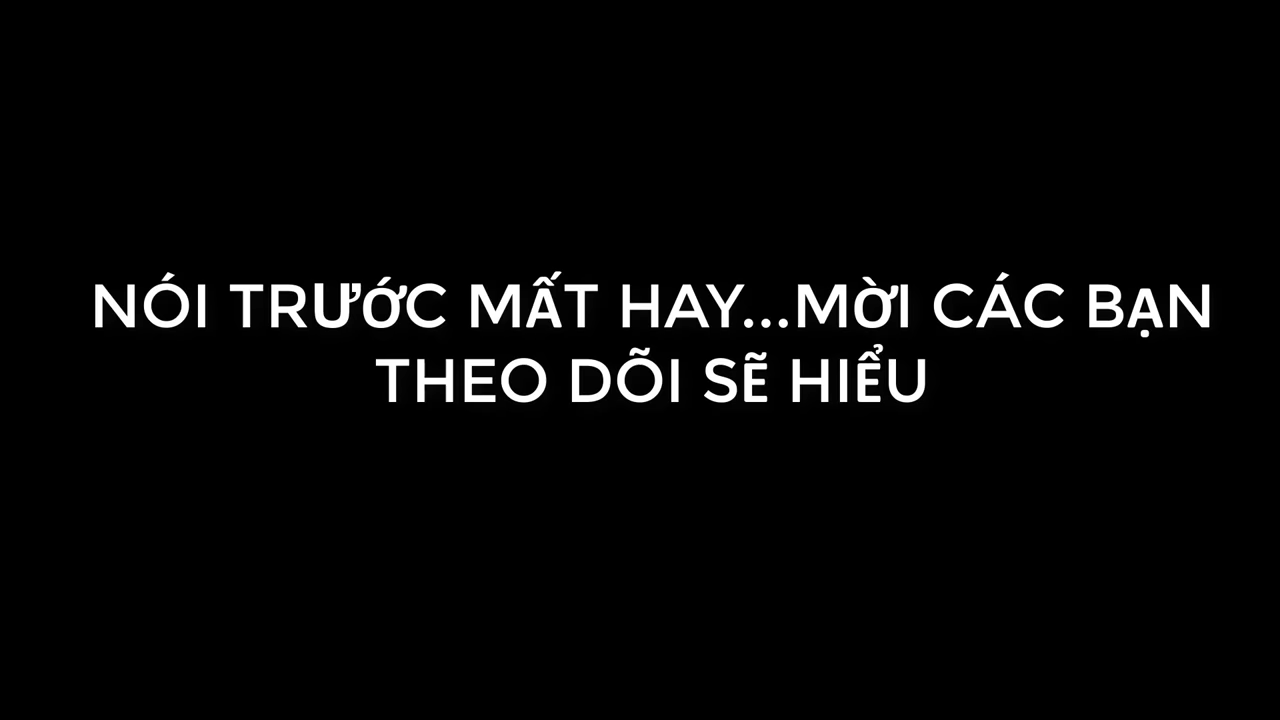 NÓI TRƯỚC MẤT HAY...MỜI CÁC BẠN
THEO DÕI SẼ HIỂU